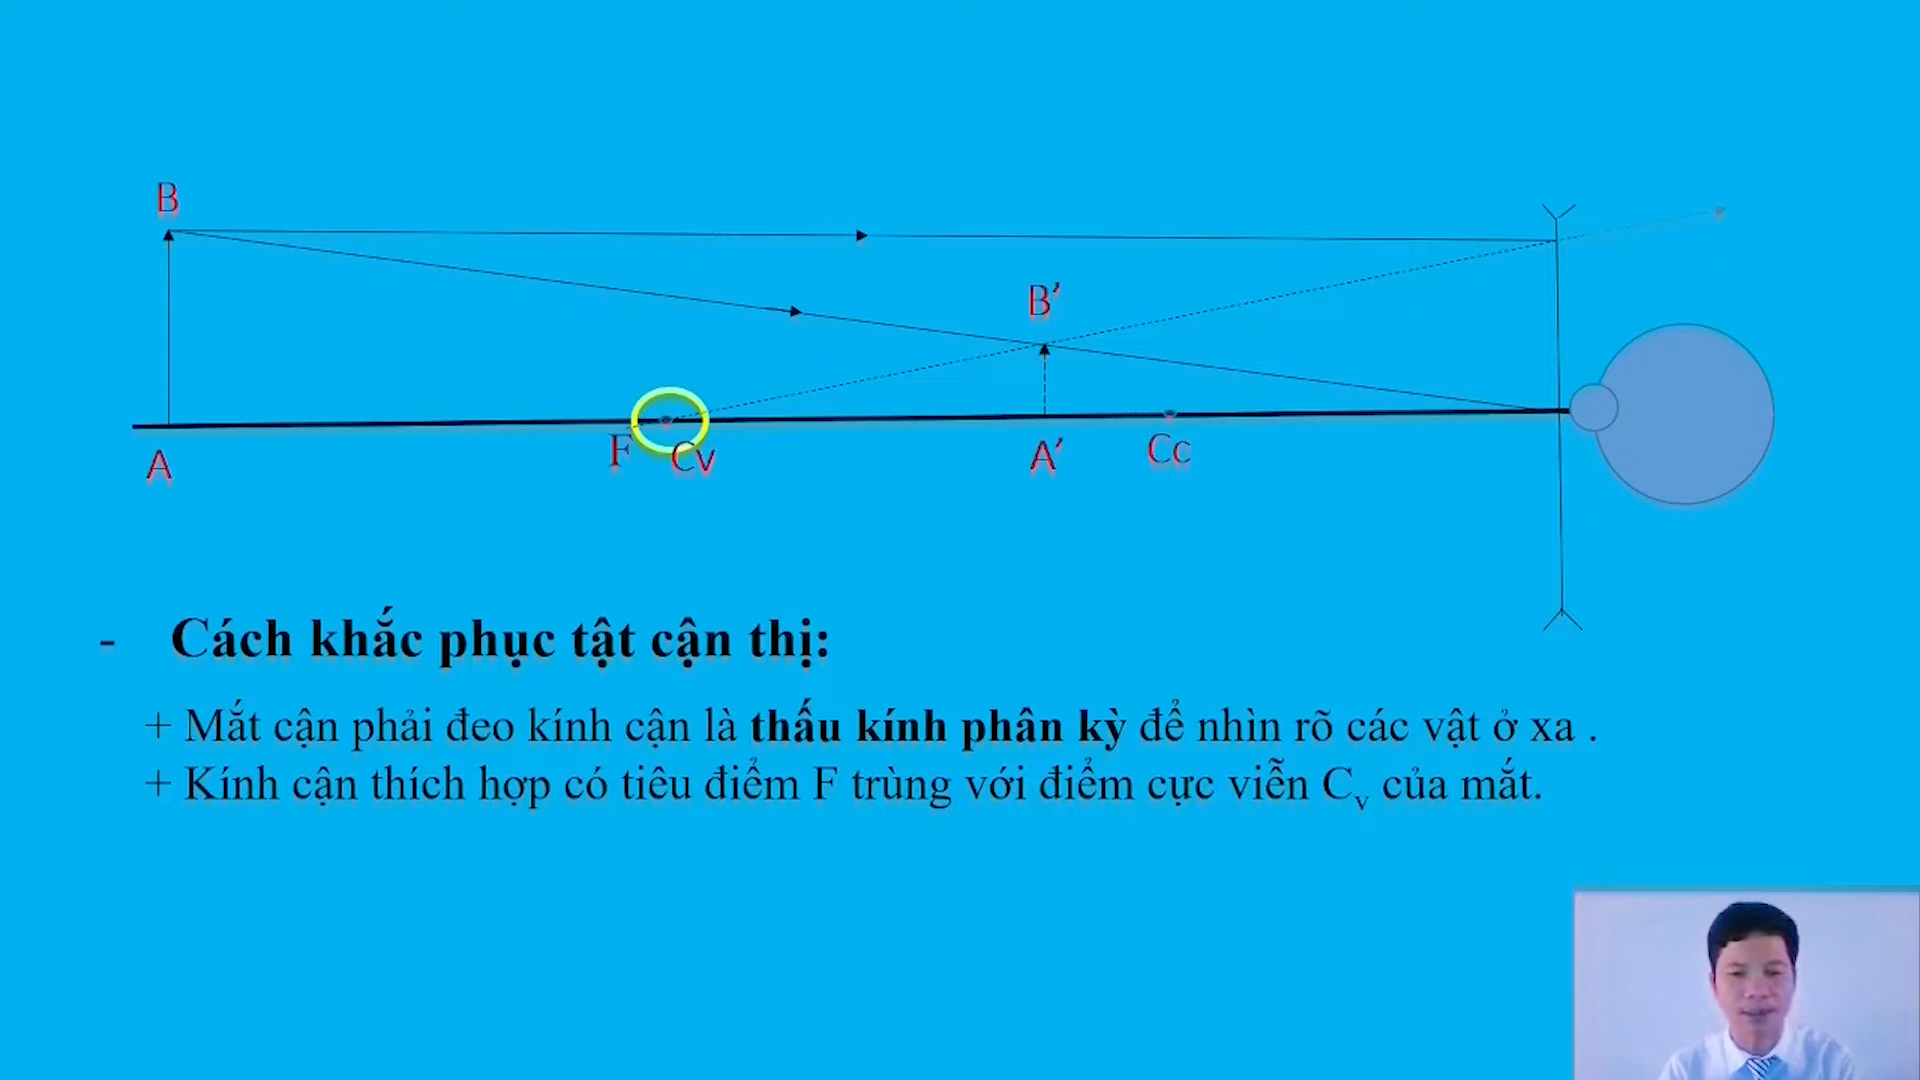 B
B’
F
Cv
A
A’
Cc
- Cách khắc phục tật cận thị:
+ Mắt cận phải đeo kính cận là thấu kính phân kỳ để nhìn rõ các vật ở xa .
+ Kính cận thích hợp có tiêu điểm F trùng với điểm cực viễn Cv của mắt.